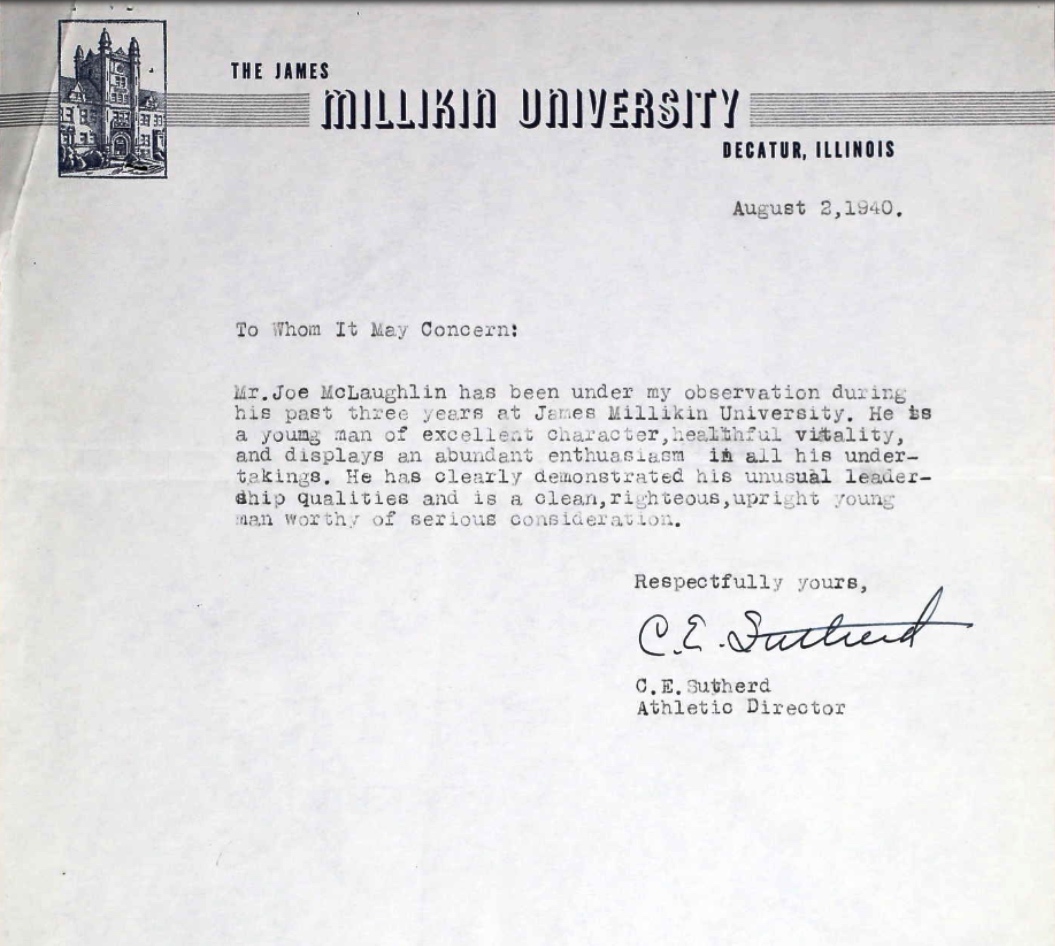 THE JAMES
MILLIKIN UNIVERSITY
DECATUR, ILLINOIS
August 2,1940.
To Whom It May Concern:
Mr.Joe McLaughlin has been under my observation during
his past three years at James Millikin University. He is
a young man of excellent character,healthful vitality,
and displays an abundant enthusiasm in all his under-
takings. He has clearly demonstrated his unusual leader-
ship qualities and is a clean,righteous,upright young
man worthy of serious consideration.
Respectfully yours,
C.E.Sutherd
C.E.Sutherd
Athletic Director